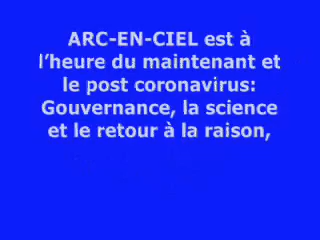 ARC-EN-CIEL est à
l’heure du maintenant et
le post coronavirus:
Gouvernance, la science
et le retour à la raison,